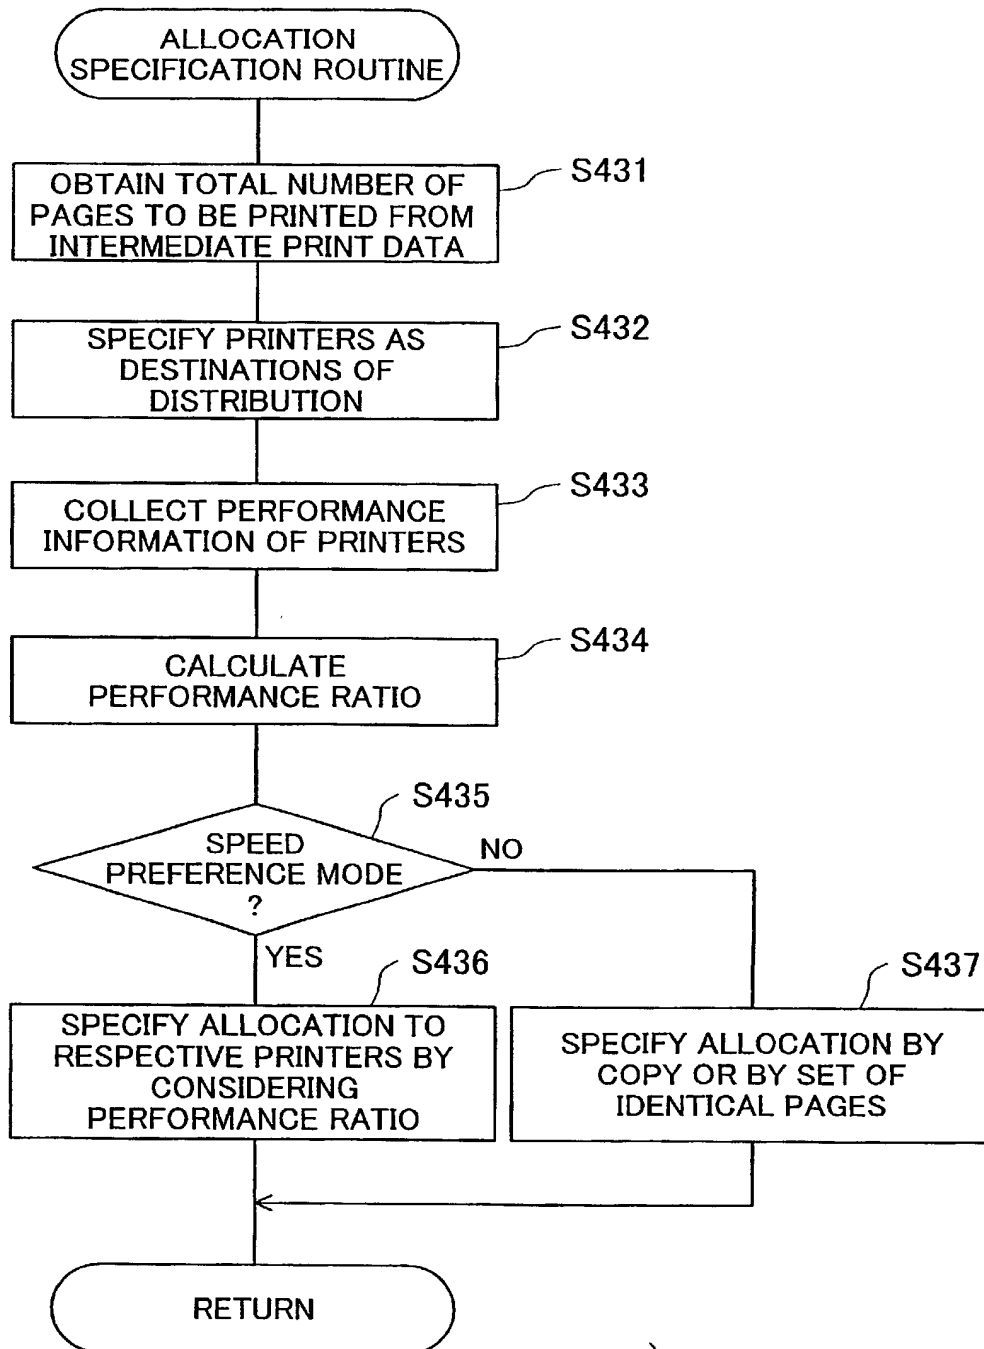 ALLOCATION
SPECIFICATION ROUTINE
S431
OBTAIN TOTAL NUMBER OF
PAGES TO BE PRINTED FROM
INTERMEDIATE PRINT DATA
S432
SPECIFY PRINTERS AS
DESTINATIONS OF
DISTRIBUTION
S433
COLLECT PERFORMANCE
INFORMATION OF PRINTERS
S434
CALCULATE
PERFORMANCE RATIO
S435
SPEED
PREFERENCE MODE
?
NO
YES
S436
SPECIFY ALLOCATION TO
RESPECTIVE PRINTERS BY
CONSIDERING
PERFORMANCE RATIO
S437
SPECIFY ALLOCATION BY
COPY OR BY SET OF
IDENTICAL PAGES
RETURN